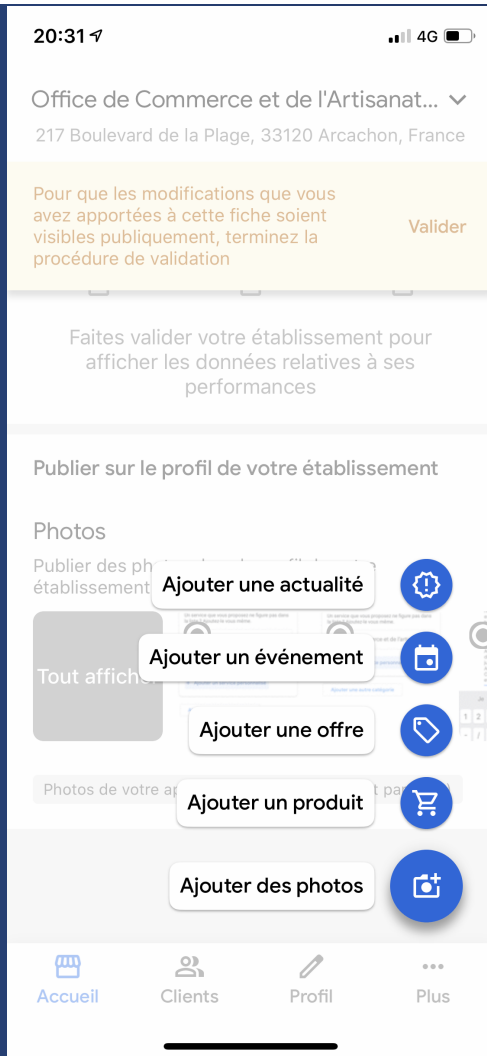 20:31
4G
Office de Commerce et de l'Artisanat...
217 Boulevard de la Plage, 33120 Arcachon, France
Pour que les modifications que vous
avez apportées à cette fiche soient
visibles publiquement, terminez la
procédure de validation
Valider
Faites valider votre établissement pour
afficher les données relatives à ses
performances
Publier sur le profil de votre établissement
Photos
Publier des
établissement
Ajouter une actualité
Ajouter un événement
Tout affich
Ajouter une offre
Photos de votre
Ajouter un produit
Ajouter des photos
Accueil
Clients
Profil
Plus